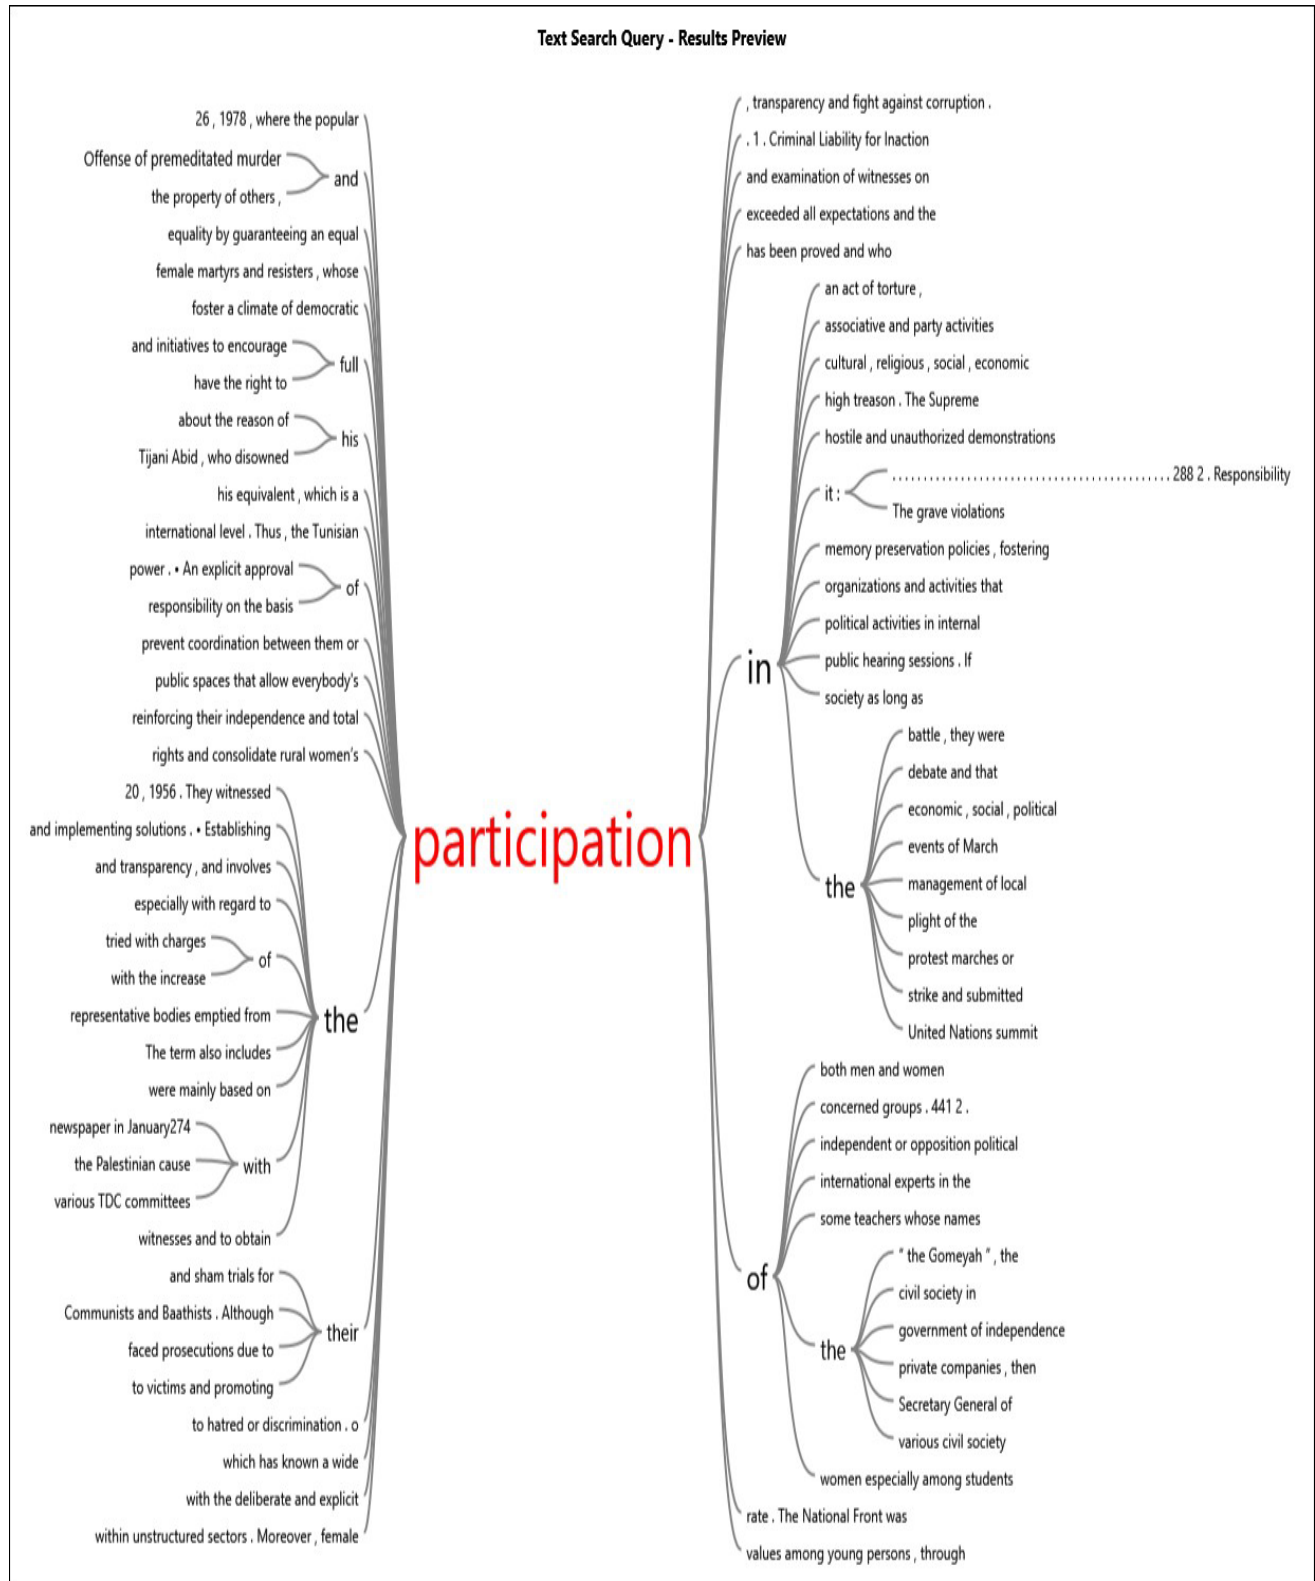 Text Search Query - Results Preview
26 , 1978 , where the popular
Offense of premeditated murder
the property of others ,
and
equality by guaranteeing an equal
female martyrs and resisters , whose
foster a climate of democratic
and initiatives to encourage
have the right to
full
about the reason of
Tijani Abid , who disowned
his
his equivalent , which is a
international level . Thus , the Tunisian
power . • An explicit approval
responsibility on the basis
of
prevent coordination between them or
public spaces that allow everybody's
reinforcing their independence and total
rights and consolidate rural women's
20 , 1956 . They witnessed
and implementing solutions . • Establishing
and transparency , and involves
especially with regard to
tried with charges
with the increase
of
representative bodies emptied from
The term also includes
were mainly based on
newspaper in January274
the Palestinian cause
various TDC committees
with
witnesses and to obtain
the
and sham trials for
Communists and Baathists . Although
faced prosecutions due to
to victims and promoting
their
to hatred or discrimination . o
which has known a wide
with the deliberate and explicit
within unstructured sectors . Moreover , female
participation
, transparency and fight against corruption .
. 1 . Criminal Liability for Inaction
and examination of witnesses on
exceeded all expectations and the
has been proved and who
in
an act of torture ,
associative and party activities
cultural , religious , social , economic
high treason . The Supreme
hostile and unauthorized demonstrations
it :
. . . . . . . . . . . . . . . . . . . . . . . . . . . . . . . . . . . . . . . . . . . . . 288 2 . Responsibility
The grave violations
memory preservation policies , fostering
organizations and activities that
political activities in internal
public hearing sessions . If
society as long as
the
battle , they were
debate and that
economic , social , political
events of March
management of local
plight of the
protest marches or
strike and submitted
United Nations summit
of
both men and women
concerned groups . 441 2 .
independent or opposition political
international experts in the
some teachers whose names
the
" the Gomeyah " , the
civil society in
government of independence
private companies , then
Secretary General of
various civil society
women especially among students
rate . The National Front was
values among young persons , through